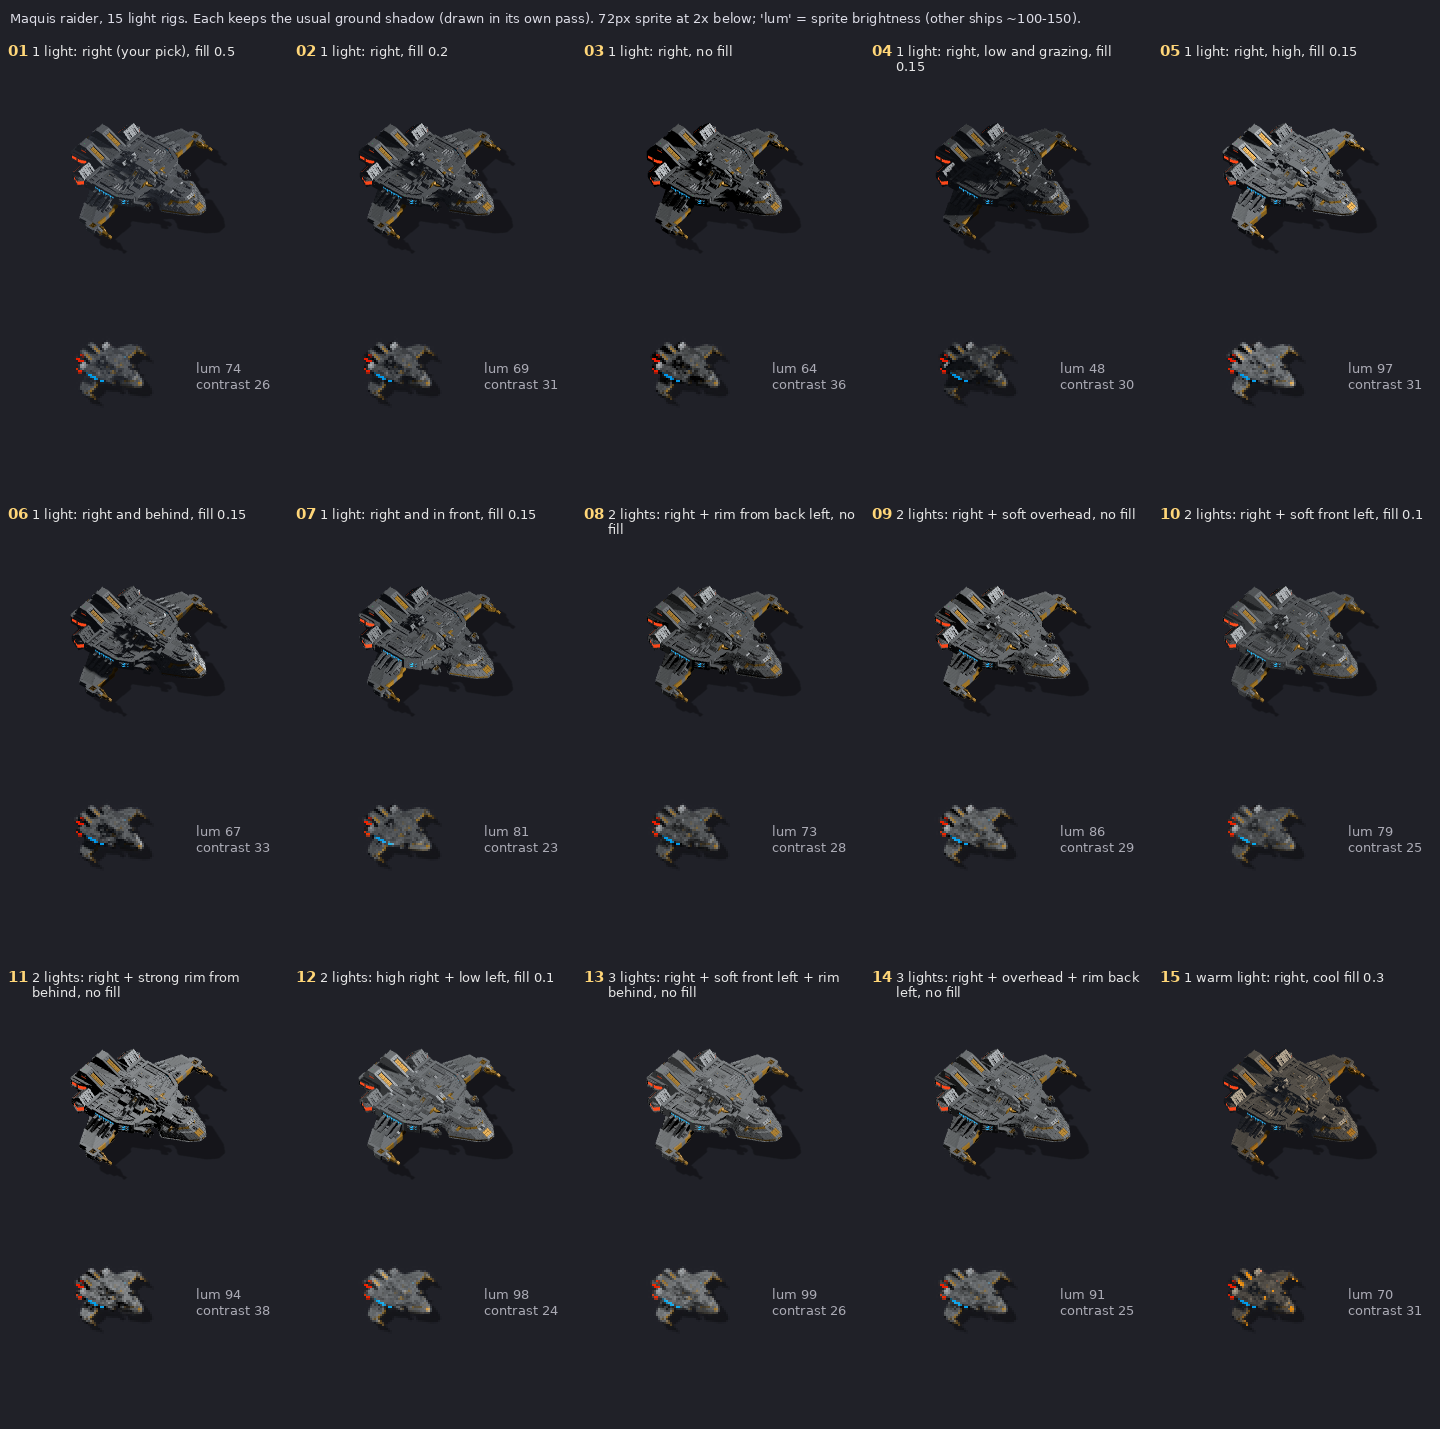 Maquis raider, 15 light rigs. Each keeps the usual ground shadow (drawn in its own pass). 72px sprite at 2x below; 'lum' = sprite brightness (other ships ~100-150).
01 1 light: right (your pick), fill 0.5
02 1 light: right, fill 0.2
03 1 light: right, no fill
04 1 light: right, low and grazing, fill
0.15
05 1 light: right, high, fill 0.15
lum 74
contrast 26
lum 69
contrast 31
lum 64
contrast 36
lum 48
contrast 30
lum 97
contrast 31
06 1 light: right and behind, fill 0.15
07 1 light: right and in front, fill 0.15
08 2 lights: right + rim from back left, no
fill
09 2 lights: right + soft overhead, no fill
10 2 lights: right + soft front left, fill 0.1
lum 67
contrast 33
lum 81
contrast 23
lum 73
contrast 28
lum 86
contrast 29
lum 79
contrast 25
11 2 lights: right + strong rim from
behind, no fill
12 2 lights: high right + low left, fill 0.1
13 3 lights: right + soft front left + rim
behind, no fill
14 3 lights: right + overhead + rim back
left, no fill
15 1 warm light: right, cool fill 0.3
lum 94
contrast 38
lum 98
contrast 24
lum 99
contrast 26
lum 91
contrast 25
lum 70
contrast 31